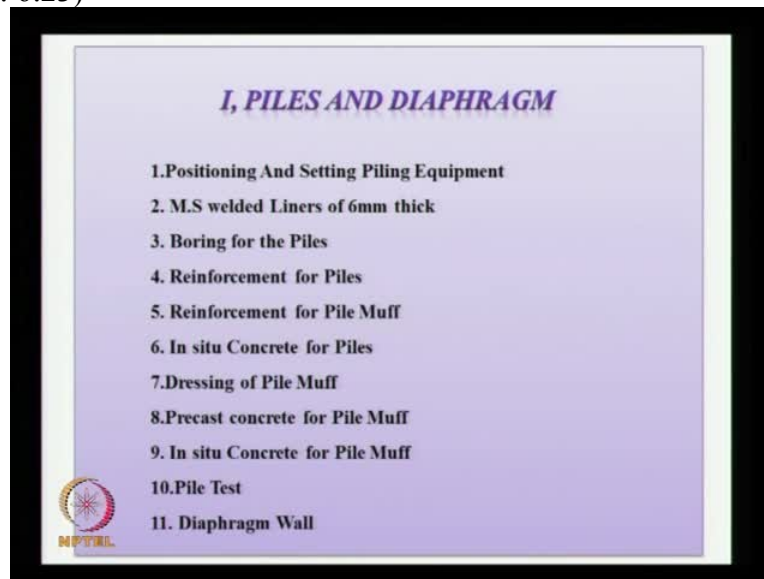 : 0:25)
I, PILES AND DIAPHRAGM
1.Positioning And Setting Piling Equipment
2. M.S welded Liners of 6mm thick
3. Boring for the Piles
4. Reinforcement for Piles
5. Reinforcement for Pile Muff
6. In situ Concrete for Piles
7.Dressing of Pile Muff
8.Precast concrete for Pile Muff
9. In situ Concrete for Pile Muff
10.Pile Test
11. Diaphragm Wall
NPTEL